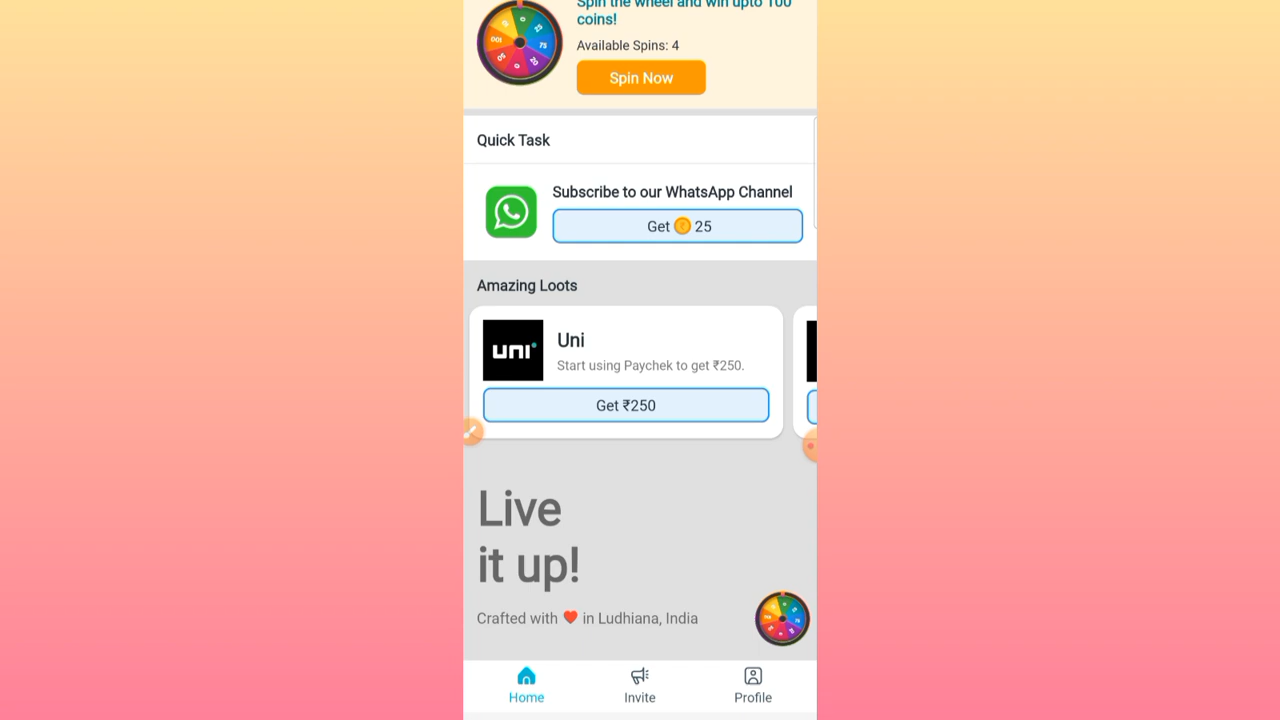 Spin the wheel and win upto 100
coins!
Available Spins: 4
Spin Now
Quick Task
Subscribe to our WhatsApp Channel
Get 25
Amazing Loots
uni
Uni
Start using Paychek to get ₹250.
Get ₹250
Live
it up!
Crafted with ❤️ in Ludhiana, India
Home
Invite
Profile